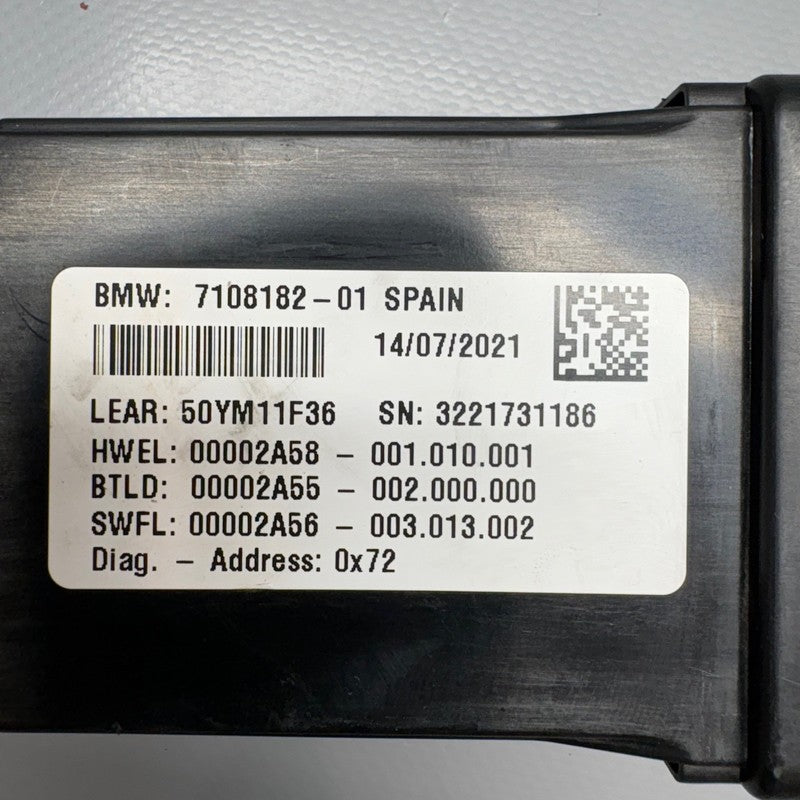 BMW: 7108182-01 SPAIN
14/07/2021
LEAR: 50YM11F36 SN: 3221731186
HWEL: 00002A58 - 001.010.001
BTLD: 00002A55 - 002.000.000
SWFL: 00002A56 - 003.013.002
Diag. - Address: 0x72